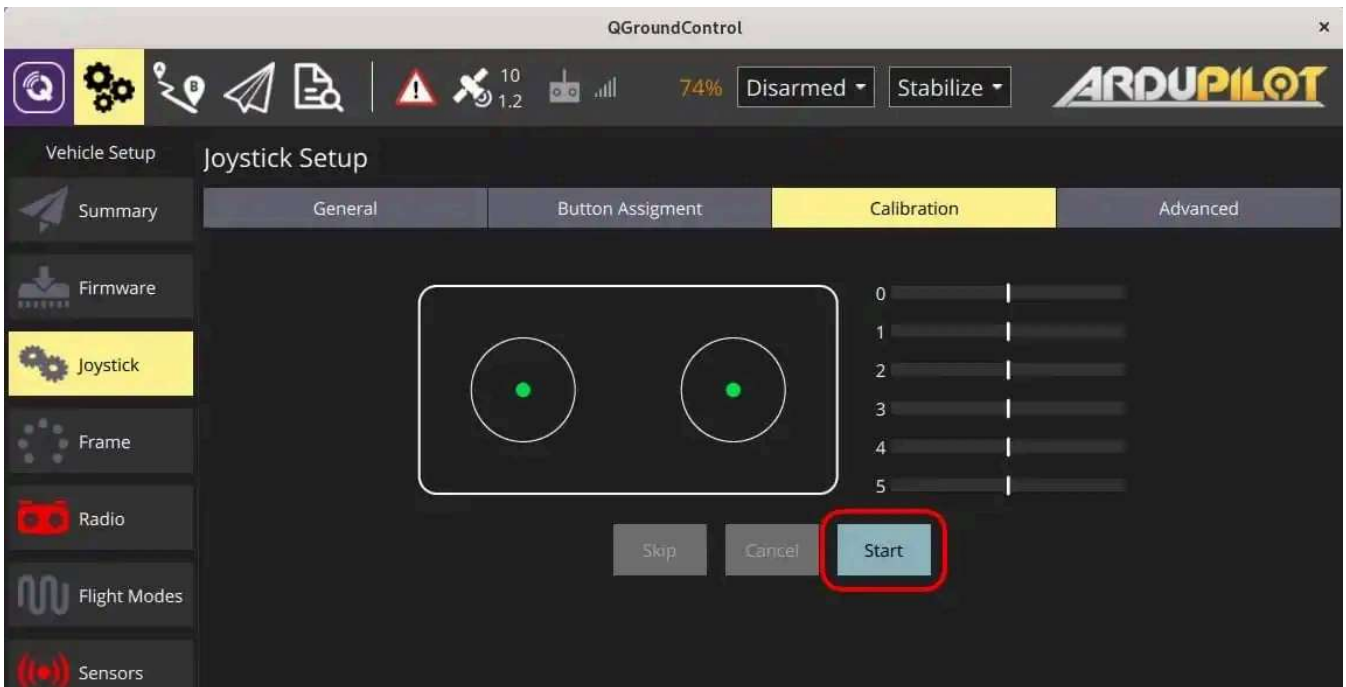 QGroundControl ×
10
1.2
74% Disarmed Stabilize ARDUPILOT
Vehicle Setup
Joystick Setup
Summary
General Button Assigment Calibration Advanced
Firmware
Joystick
Frame
Radio
Flight Modes
Sensors
0
1
2
3
4
5
Skip Cancel Start